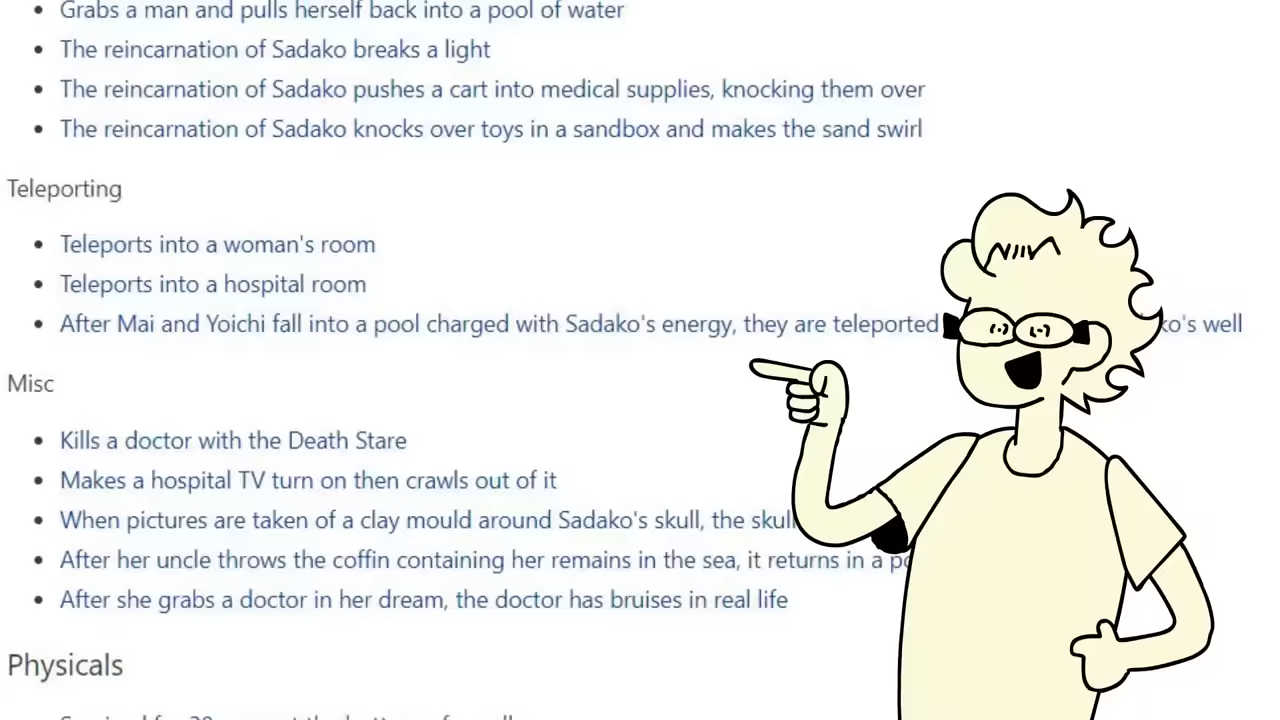 Grabs a man and pulls herself back into a pool of water
The reincarnation of Sadako breaks a light
The reincarnation of Sadako pushes a cart into medical supplies, knocking them over
The reincarnation of Sadako knocks over toys in a sandbox and makes the sand swirl
Teleporting
Teleports into a woman's room
Teleports into a hospital room
After Mai and Yoichi fall into a pool charged with Sadako's energy, they are teleported ko's well
Misc
Kills a doctor with the Death Stare
Makes a hospital TV turn on then crawls out of it
When pictures are taken of a clay mould around Sadako's skull, the skull
After her uncle throws the coffin containing her remains in the sea, it returns in a
After she grabs a doctor in her dream, the doctor has bruises in real life
Physicals